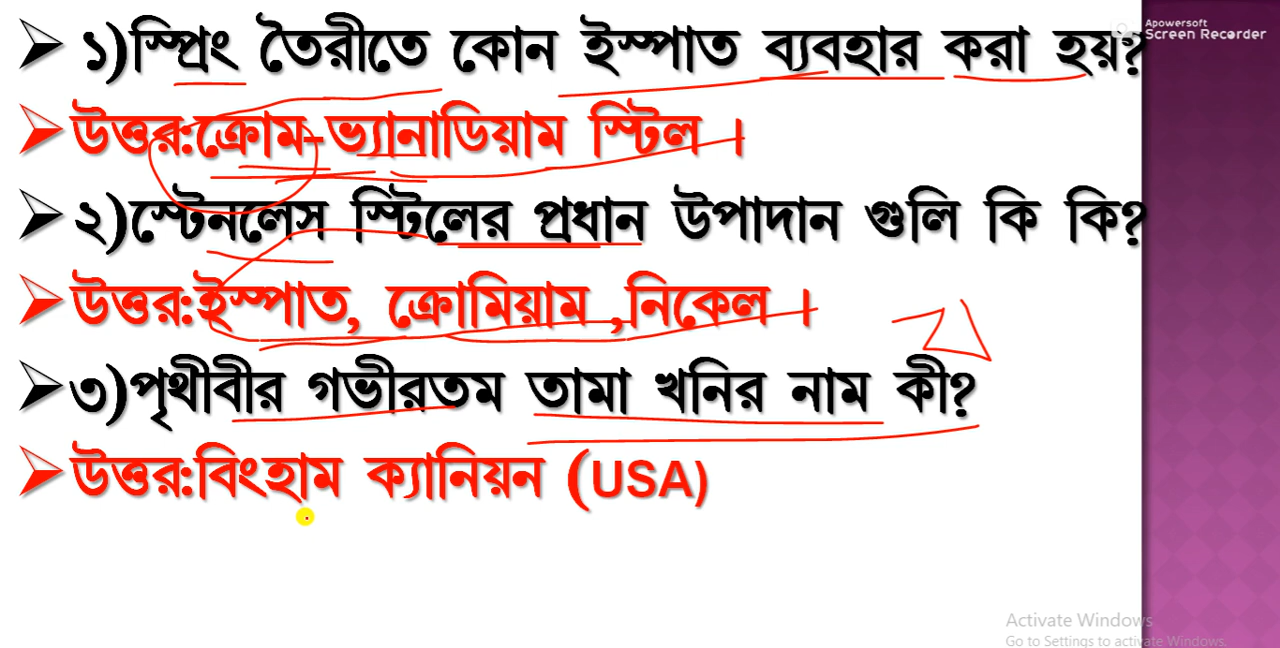 ১)স্প্রিং তৈরীতে কোন ইস্পাত ব্যবহার করা হয়?
Apowersoft
Screen Recorder
উত্তর:ক্রোম-ভ্যানাডিয়াম স্টিল ।
২)স্টেনলেস স্টিলের প্রধান উপাদান গুলি কি কি?
উত্তর:ইস্পাত, ক্রোমিয়াম ,নিকেল ।
৩)পৃথীবীর গভীরতম তামা খনির নাম কী?
উত্তর:বিংহাম ক্যানিয়ন (USA)
Activate Windows
Go to Settings to activate Windows.